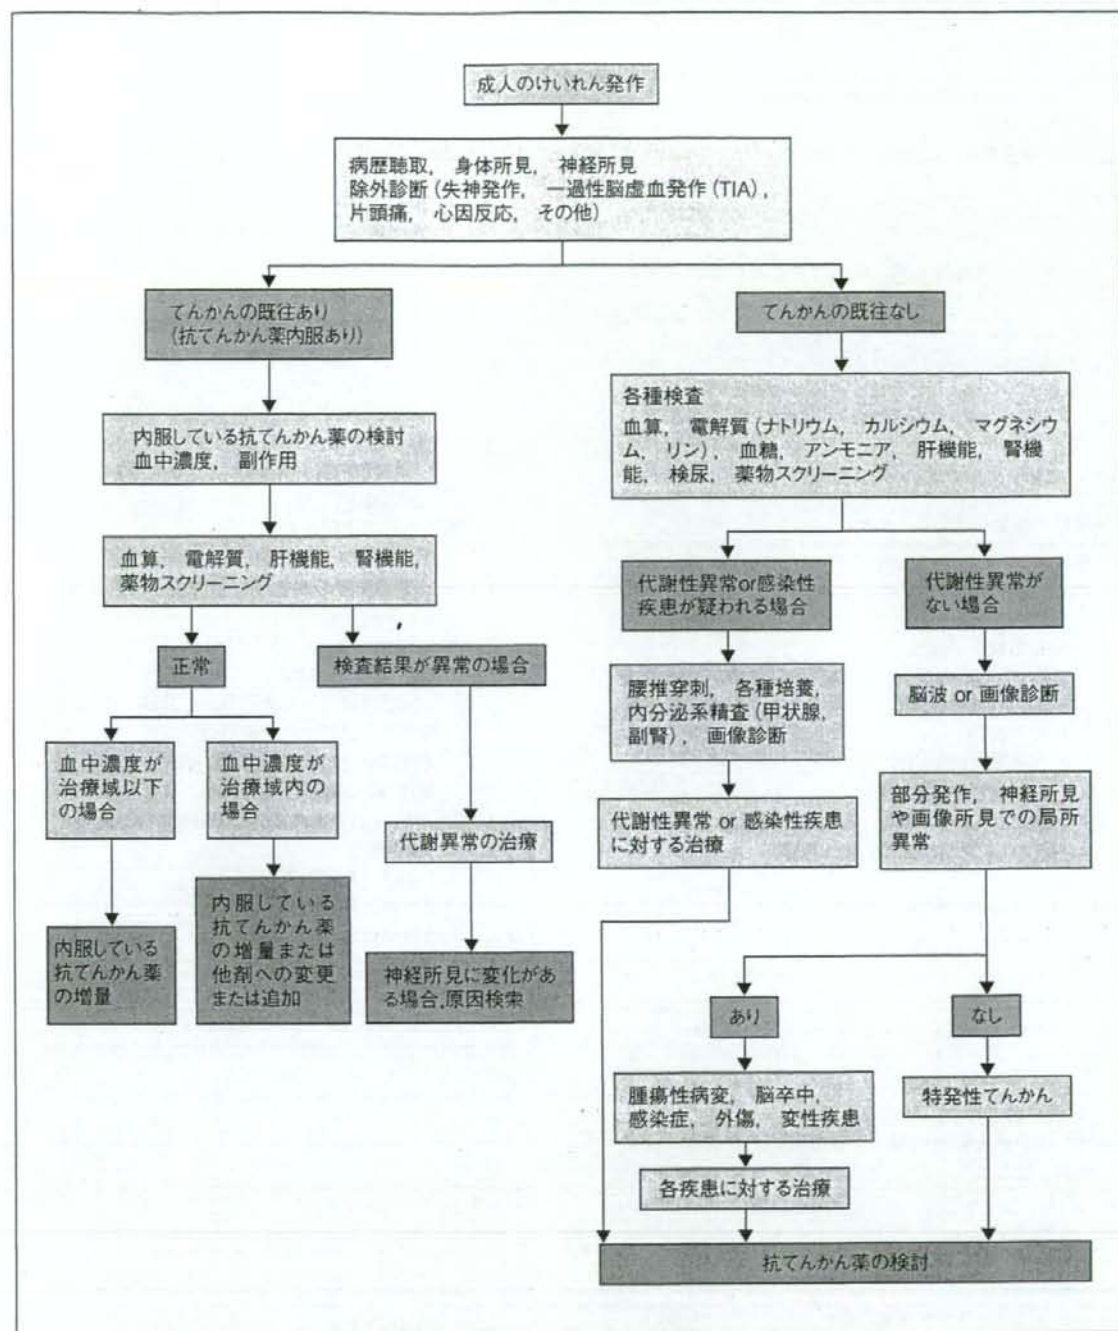 成人のけいれん発作
病歴聴取， 身体所見， 神経所見
除外診断（失神発作， 一過性脳虚血発作（TIA），
片頭痛， 心因反応， その他）
てんかんの既往あり
（抗てんかん薬内服あり）
内服している抗てんかん薬の検討
血中濃度， 副作用
血算， 電解質， 肝機能， 腎機能，
薬物スクリーニング
正常
検査結果が異常の場合
血中濃度が
治療域以下
の場合
血中濃度が
治療域内の
場合
代謝異常の治療
内服している
抗てんかん薬
の増量
内服している
抗てんかん薬
の増量または
他剤への変更
または追加
神経所見に変化があ
る場合,原因検索
てんかんの既往なし
各種検査
血算， 電解質（ナトリウム， カルシウム， マグネシウ
ム， リン）， 血糖， アンモニア， 肝機能， 腎機
能， 検尿， 薬物スクリーニング
代謝性異常or感染性
疾患が疑われる場合
代謝性異常が
ない場合
腰推穿刺， 各種培養，
内分泌系精査（甲状腺，
副腎）， 画像診断
脳波 or 画像診断
代謝性異常 or 感染性疾患
に対する治療
部分発作， 神経所見
や画像所見での局所
異常
あり
なし
腫瘍性病変， 脳卒中，
感染症， 外傷， 変性疾患
特発性てんかん
各疾患に対する治療
抗てんかん薬の検討